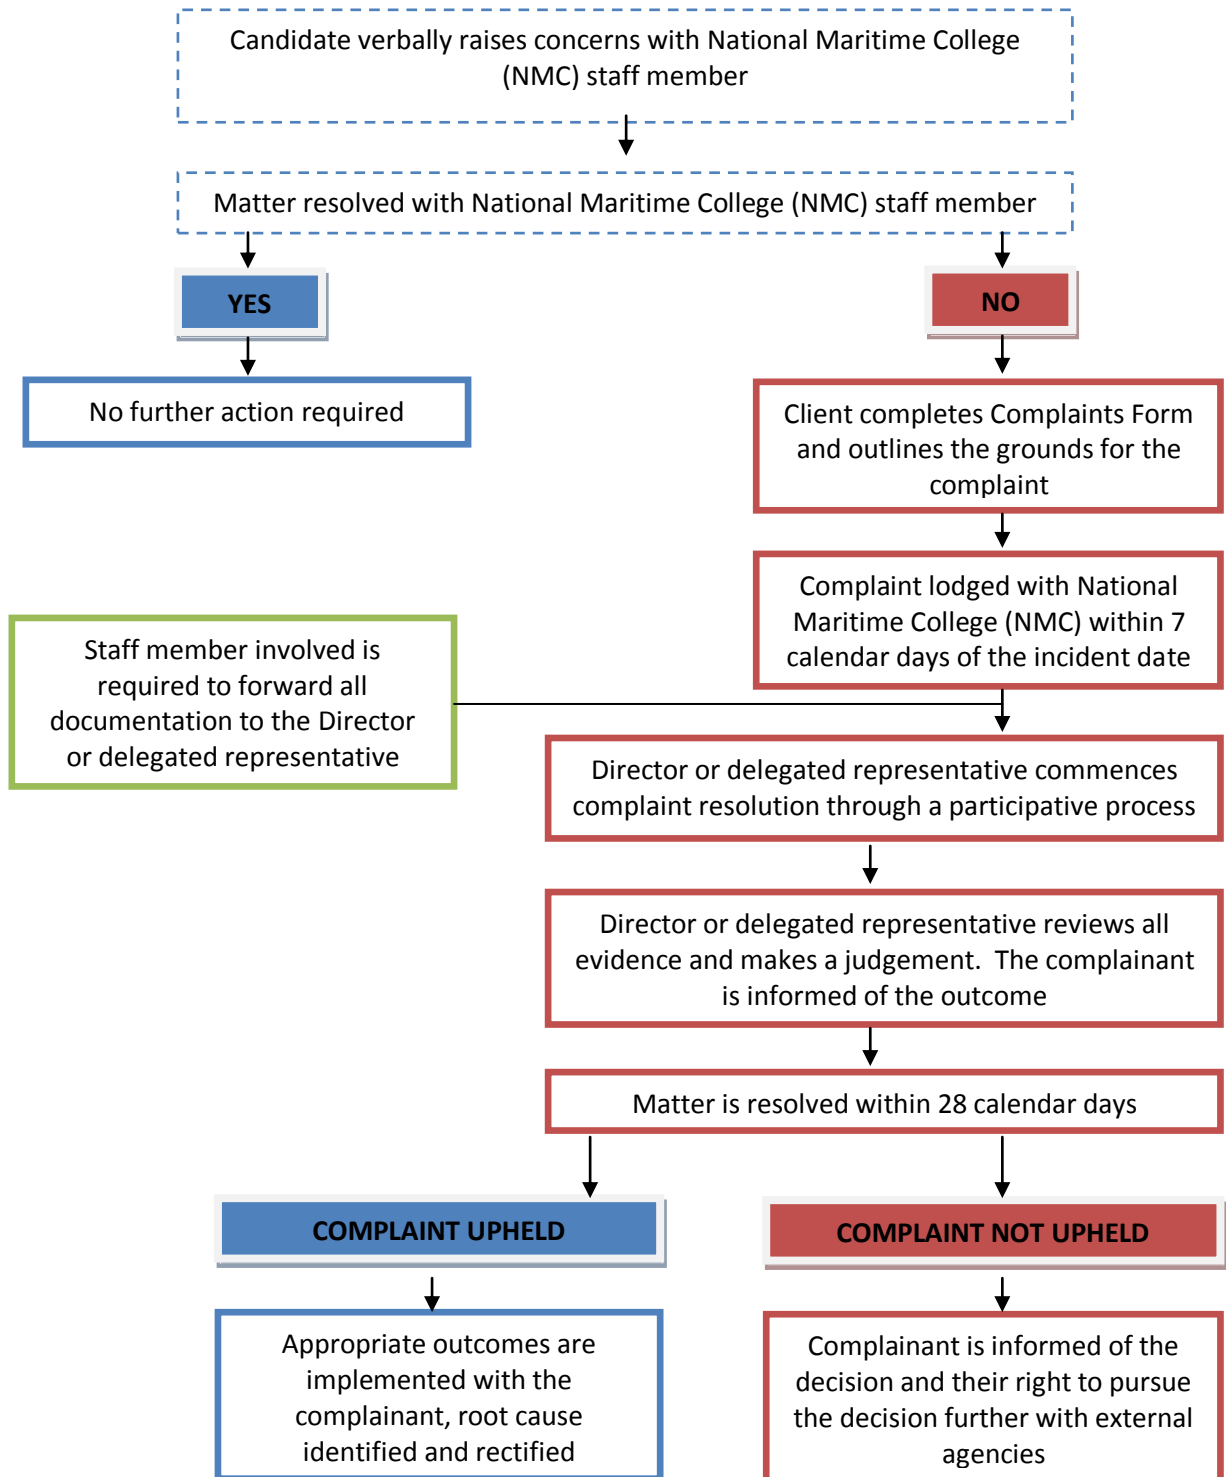 Candidate verbally raises concerns with National Maritime College
(NMC) staff member
Matter resolved with National Maritime College (NMC) staff member
YES
NO
No further action required
Client completes Complaints Form
and outlines the grounds for the
complaint
Complaint lodged with National
Maritime College (NMC) within 7
calendar days of the incident date
Staff member involved is
required to forward all
documentation to the Director
or delegated representative
Director or delegated representative commences
complaint resolution through a participative process
Director or delegated representative reviews all
evidence and makes a judgement.  The complainant
is informed of the outcome
Matter is resolved within 28 calendar days
COMPLAINT UPHELD
COMPLAINT NOT UPHELD
Appropriate outcomes are
implemented with the
complainant, root cause
identified and rectified
Complainant is informed of the
decision and their right to pursue
the decision further with external
agencies